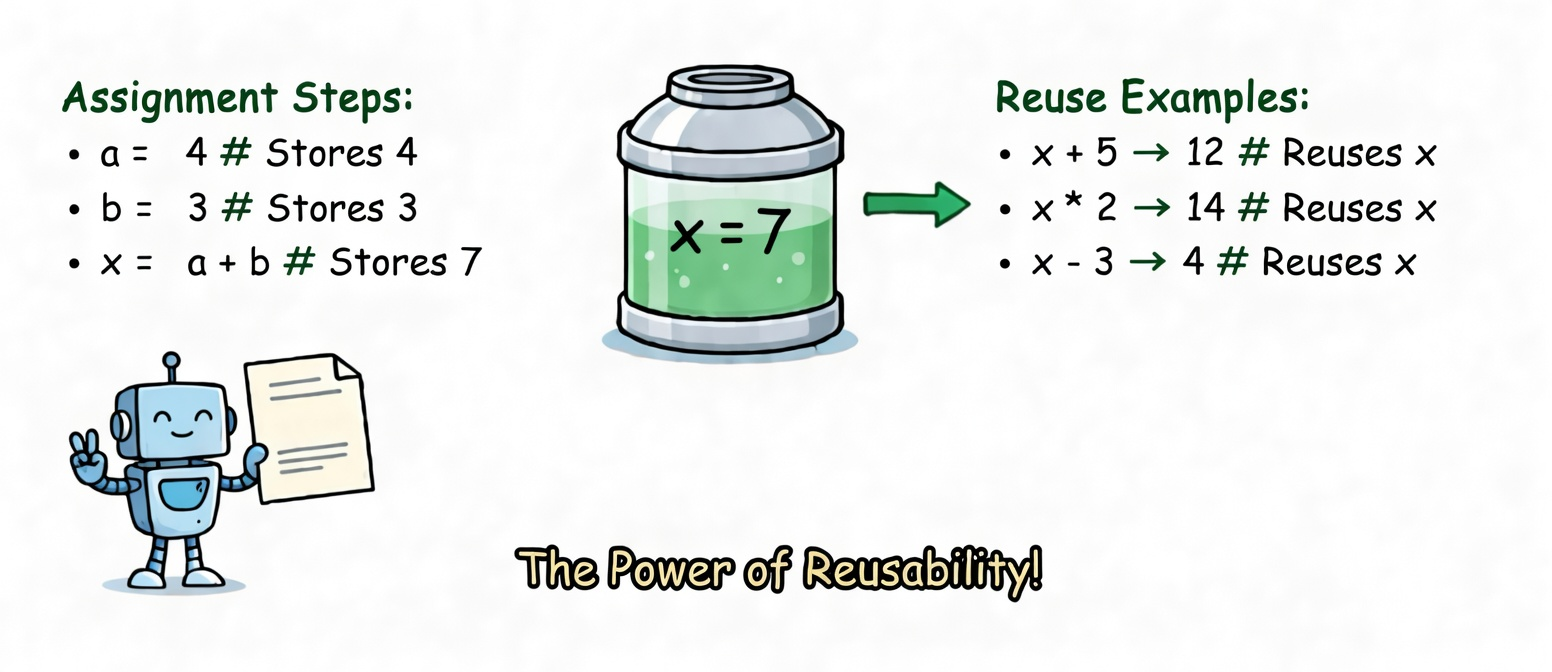 Assignment Steps:
• a = 4 # Stores 4
• b = 3 # Stores 3
• x = a + b # Stores 7
x = 7
Reuse Examples:
• x + 5 → 12 # Reuses x
• x * 2 → 14 # Reuses x
• x - 3 → 4 # Reuses x
The Power of Reusability!